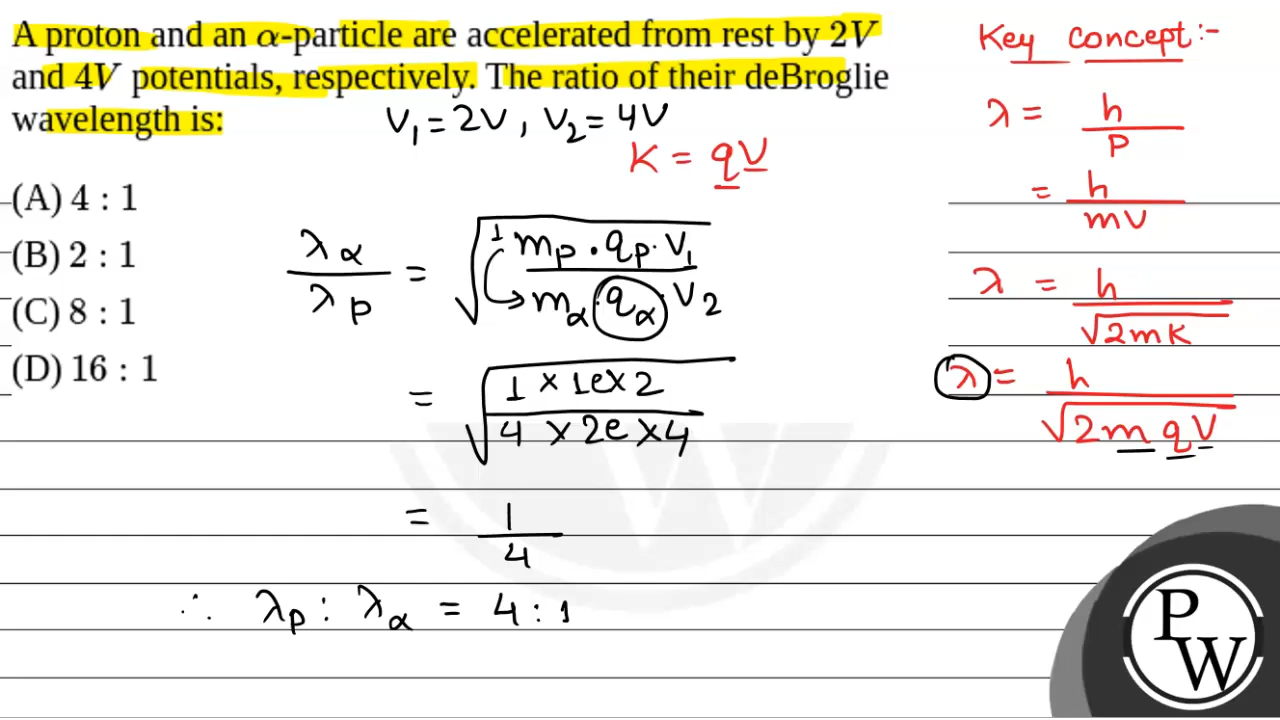 A proton and an α-particle are accelerated from rest by 2V
and 4V potentials, respectively. The ratio of their deBroglie
wavelength is:
V₁ = 2V, V₂ = 4V
K = qV
(A) 4 : 1
(B) 2 : 1
(C) 8 : 1
(D) 16 : 1
λα/λp = √(1 mp · qp · V₁ / mα · qα · V₂)
= √(1 × 1e × 2 / 4 × 2e × 4)
= 1/4
∴ λp : λα = 4 : 1
Key concept :-
λ = h/P
= h/mV
λ = h/√2mK
λ = h/√2mqV
PW